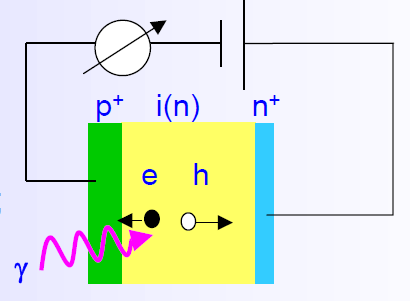 p⁺ i(n) n⁺
e h
γ